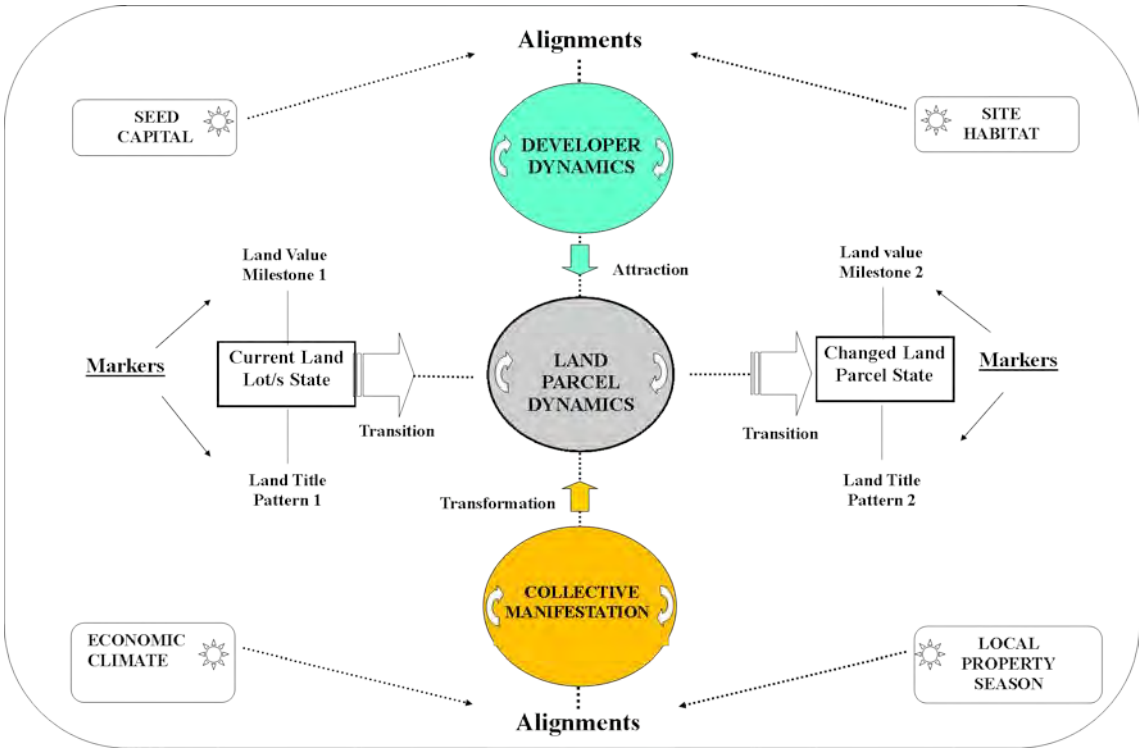 Alignments
SEED
CAPITAL
SITE
HABITAT
DEVELOPER
DYNAMICS
Land Value
Milestone 1
Attraction
Land value
Milestone 2
Markers
Current Land
Lot/s State
LAND
PARCEL
DYNAMICS
Changed Land
Parcel State
Markers
Transition
Transition
Land Title
Pattern 1
Transformation
Land Title
Pattern 2
COLLECTIVE
MANIFESTATION
ECONOMIC
CLIMATE
LOCAL
PROPERTY
SEASON
Alignments